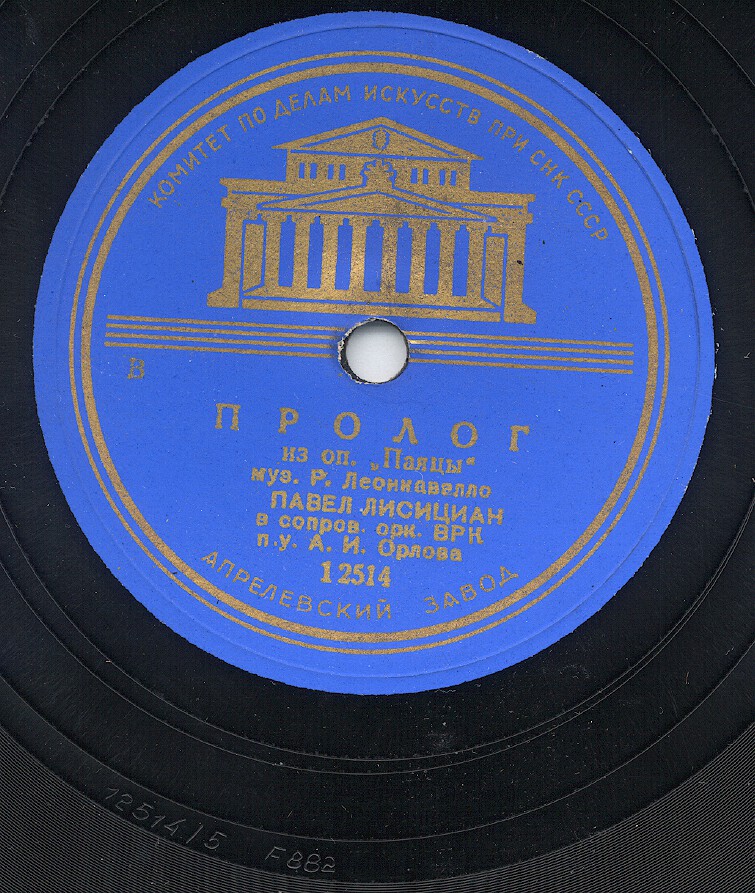 КОМИТЕТ ПО ДЕЛАМ ИСКУССТВ ПРИ СНК СССР
В
ПРОЛОГ
из оп. „Паяцы“
муз. Р. Леонкавалло
ПАВЕЛ ЛИСИЦИАН
в сопров. орк. ВРК
п.у. А. И. Орлова
12514
АПРЕЛЕВСКИЙ ЗАВОД
12514/5 F882